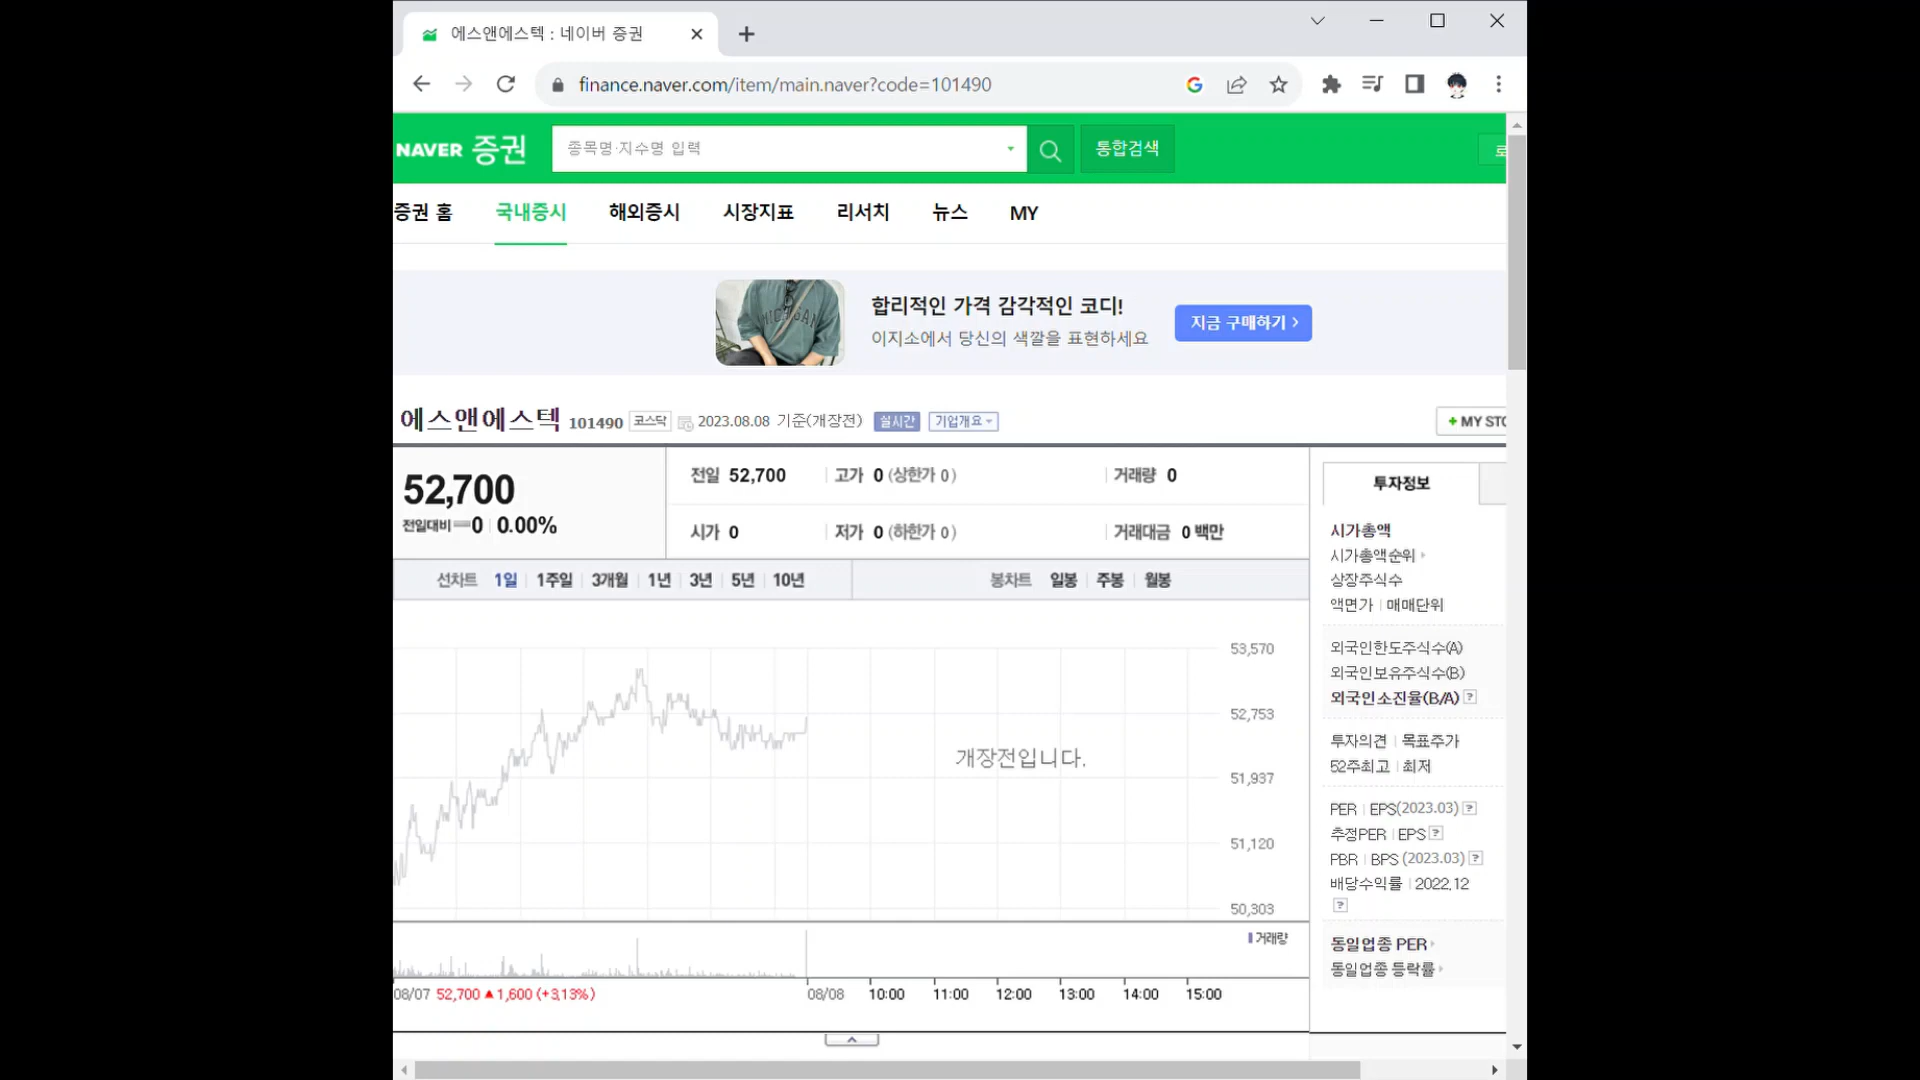 에스앤에스텍 : 네이버 증권
finance.naver.com/item/main.naver?code=101490
NAVER 증권
종목명·지수명 입력
통합검색
증권 홈 국내증시 해외증시 시장지표 리서치 뉴스 MY
합리적인 가격 감각적인 코디!
이지소에서 당신의 색깔을 표현하세요
지금 구매하기 >
에스앤에스텍 101490 코스닥 2023.08.08 기준(개장전) 실시간 기업개요
+ MY STO
52,700
전일대비 0 0.00%
전일 52,700 고가 0 (상한가 0) 거래량 0
시가 0 저가 0 (하한가 0) 거래대금 0 백만
선차트 1일 1주일 3개월 1년 3년 5년 10년 봉차트 일봉 주봉 월봉
53,570
52,753
51,937
51,120
50,303
개장전입니다.
거래량
08/07 52,700 ▲1,600 (+3,13%) 08/08 10:00 11:00 12:00 13:00 14:00 15:00
투자정보
시가총액
시가총액순위
상장주식수
액면가 | 매매단위
외국인한도주식수(A)
외국인보유주식수(B)
외국인소진율(B/A) ?
투자의견 | 목표주가
52주최고 | 최저
PER | EPS(2023.03) ?
추정PER | EPS ?
PBR | BPS (2023.03) ?
배당수익률 | 2022.12
?
동일업종 PER
동일업종 등락률